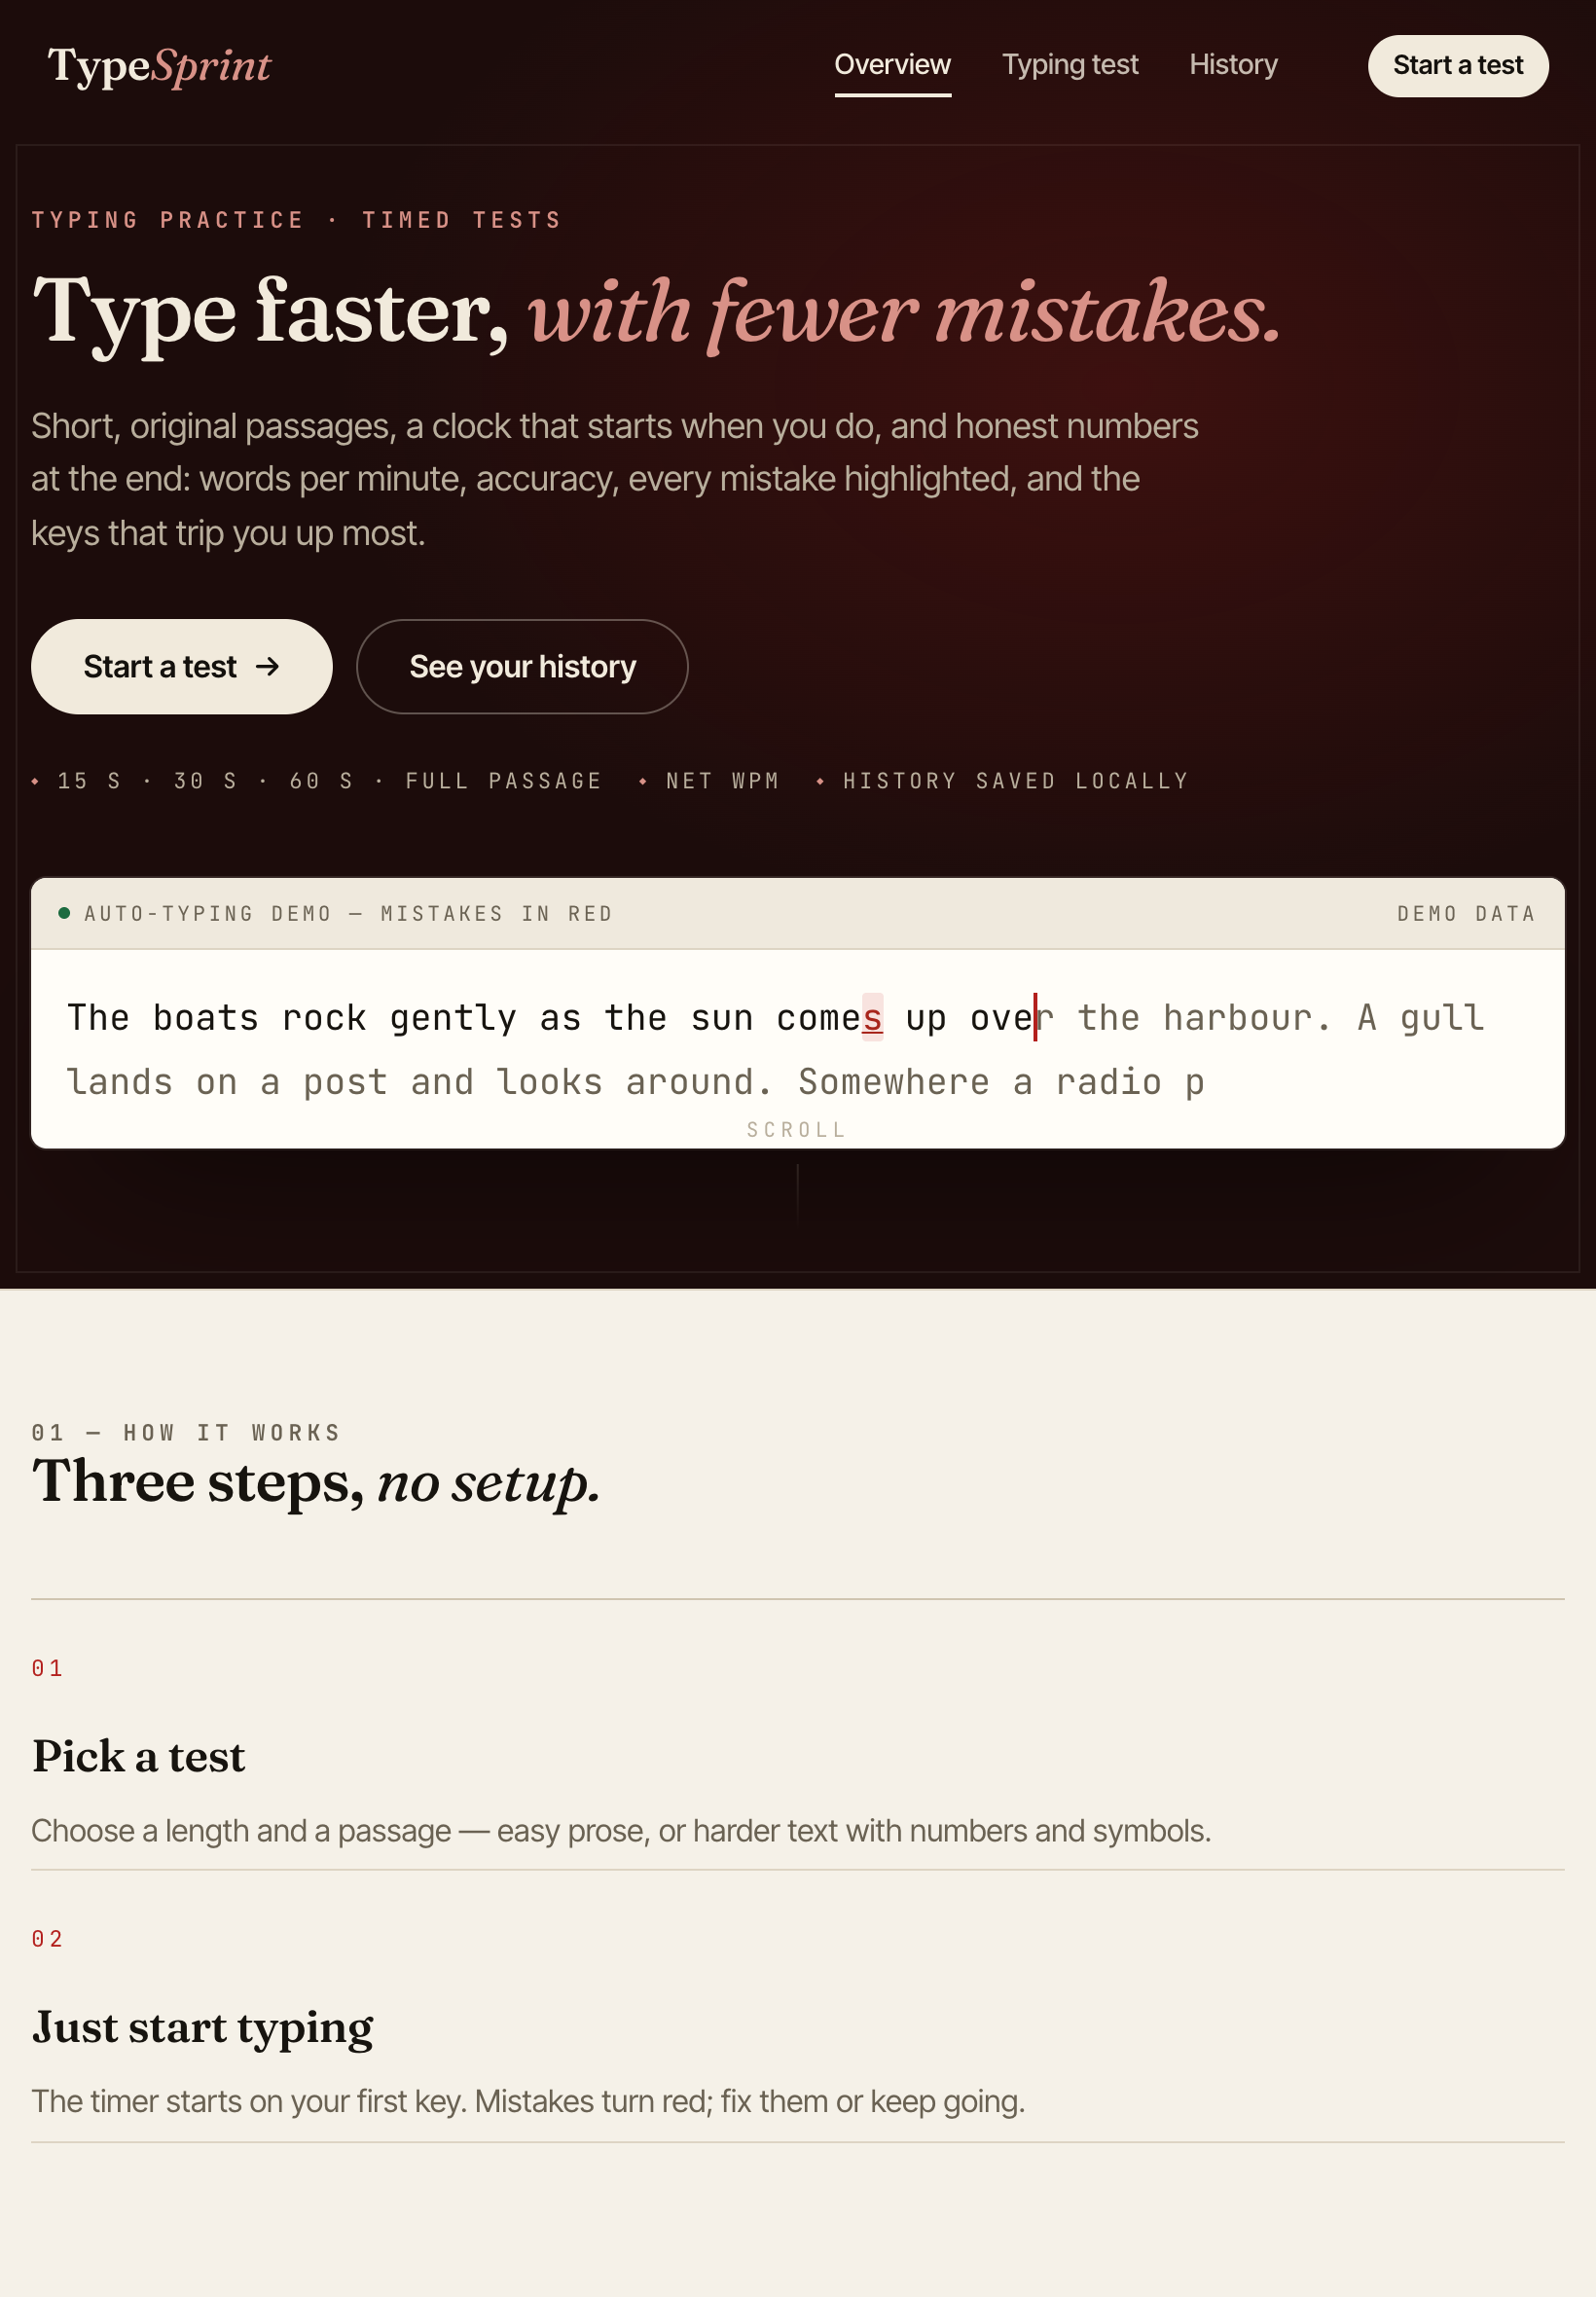 TypeSprint
Overview Typing test History Start a test
TYPING PRACTICE · TIMED TESTS
Type faster, with fewer mistakes.
Short, original passages, a clock that starts when you do, and honest numbers
at the end: words per minute, accuracy, every mistake highlighted, and the
keys that trip you up most.
Start a test → See your history
◆ 15 S · 30 S · 60 S · FULL PASSAGE ◆ NET WPM ◆ HISTORY SAVED LOCALLY
AUTO-TYPING DEMO — MISTAKES IN RED DEMO DATA
The boats rock gently as the sun comes up over the harbour. A gull
lands on a post and looks around. Somewhere a radio p
SCROLL
01 — HOW IT WORKS
Three steps, no setup.
01
Pick a test
Choose a length and a passage — easy prose, or harder text with numbers and symbols.
02
Just start typing
The timer starts on your first key. Mistakes turn red; fix them or keep going.